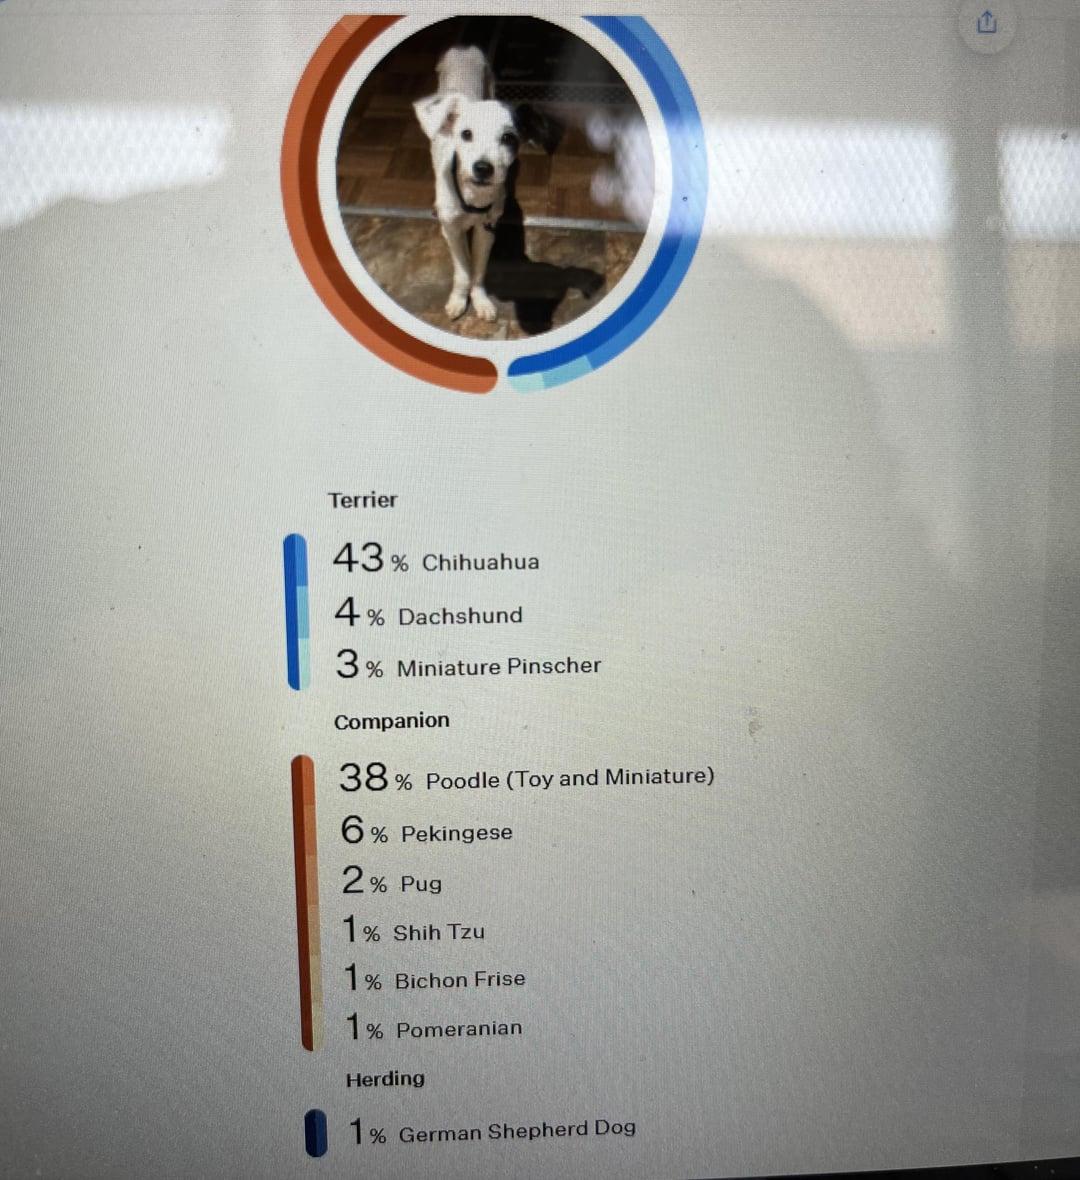 Terrier
43 % Chihuahua
4 % Dachshund
3 % Miniature Pinscher
Companion
38 % Poodle (Toy and Miniature)
6 % Pekingese
2 % Pug
1 % Shih Tzu
1 % Bichon Frise
1 % Pomeranian
Herding
1 % German Shepherd Dog